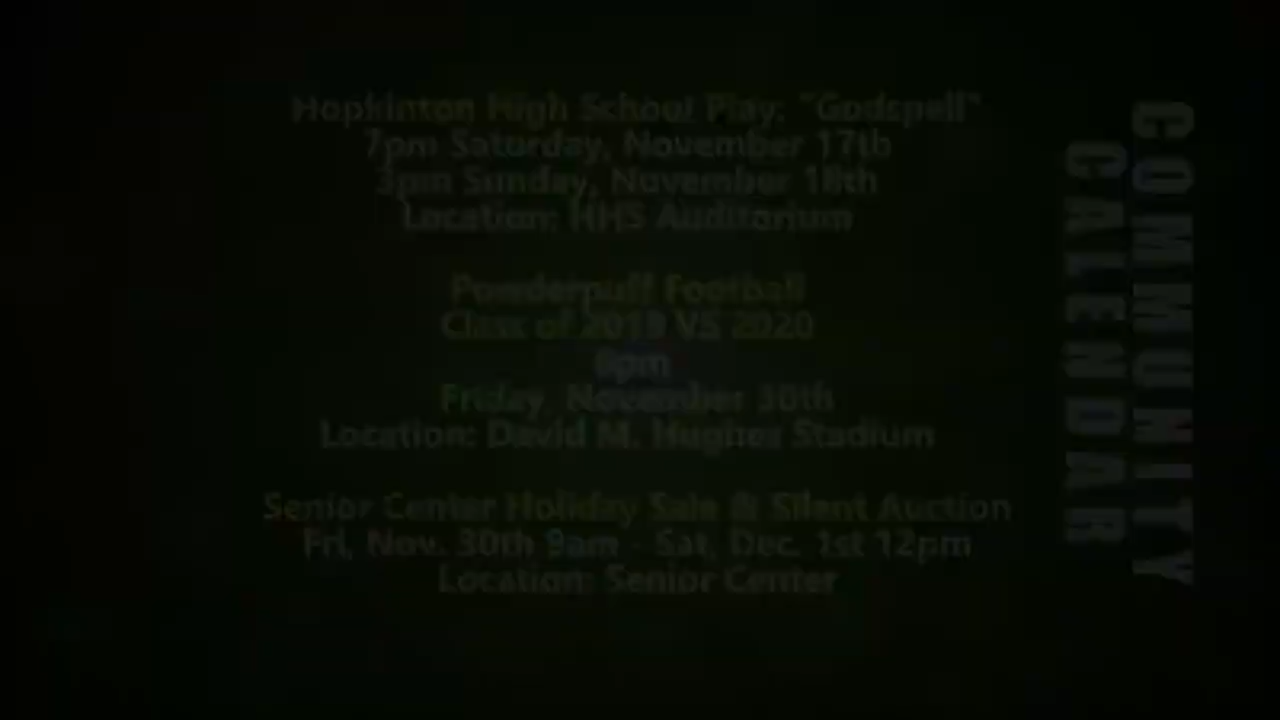 Hopkinton High School Play: "Godspell"
7pm Saturday, November 17th
3pm Sunday, November 18th
Location: HHS Auditorium
Powderpuff Football
Class of 2019 VS 2020
6pm
Friday, November 30th
Location: David M. Hughes Stadium
Senior Center Holiday Sale & Silent Auction
Fri, Nov. 30th 9am - Sat, Dec. 1st 12pm
Location: Senior Center
COMMUNITY
CALENDAR